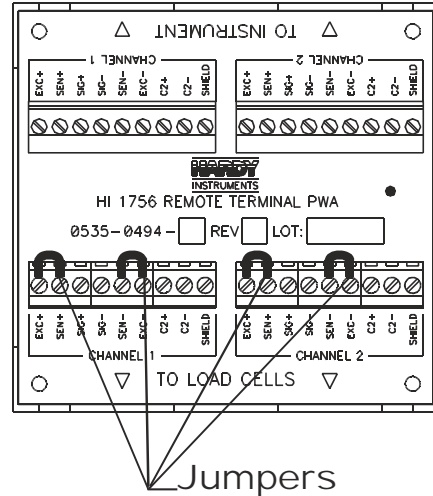 TO INSTRUMENT
CHANNEL 1 CHANNEL 2
EXC+ SEN+ SIG+ SIG- SEN- EXC- C2+ C2- SHIELD EXC+ SEN+ SIG+ SIG- SEN- EXC- C2+ C2- SHIELD
HARDY
INSTRUMENTS
HI 1756 REMOTE TERMINAL PWA
0535-0494- REV LOT:
EXC+ SEN+ SIG+ SIG- SEN- EXC- C2+ C2- SHIELD EXC+ SEN+ SIG+ SIG- SEN- EXC- C2+ C2- SHIELD
CHANNEL 1 CHANNEL 2
TO LOAD CELLS
Jumpers